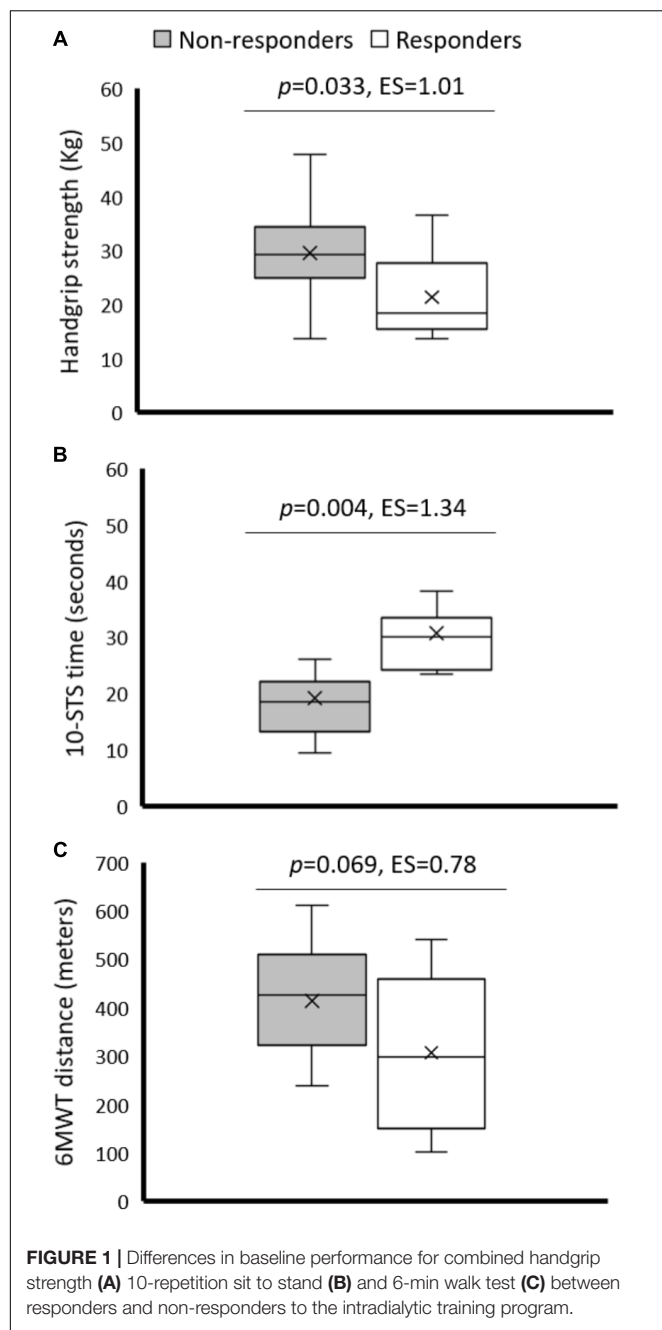 A
Non-responders Responders
p=0.033, ES=1.01
Handgrip strength (Kg)
60
50
40
30
20
10
0
B
p=0.004, ES=1.34
10-STS time (seconds)
60
50
40
30
20
10
0
C
p=0.069, ES=0.78
6MWT distance (meters)
700
600
500
400
300
200
100
0
FIGURE 1 | Differences in baseline performance for combined handgrip
strength (A) 10-repetition sit to stand (B) and 6-min walk test (C) between
responders and non-responders to the intradialytic training program.